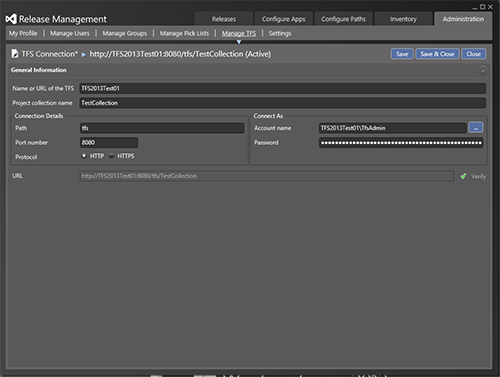 Release Management
Releases
Configure Apps
Configure Paths
Inventory
Administration
My Profile | Manage Users | Manage Groups | Manage Pick Lists | Manage TFS | Settings
TFS Connection* ▸ http://TFS2013Test01:8080/tfs/TestCollection (Active)
Save
Save & Close
Close
General Information
Name or URL of the TFS
TFS2013Test01
Project collection name
TestCollection
Connection Details
Path
tfs
Port number
8080
Protocol
HTTP
HTTPS
Connect As
Account name
TFS2013Test01\TfsAdmin
...
Password
URL
http://TFS2013Test01:8080/tfs/TestCollection
Verify